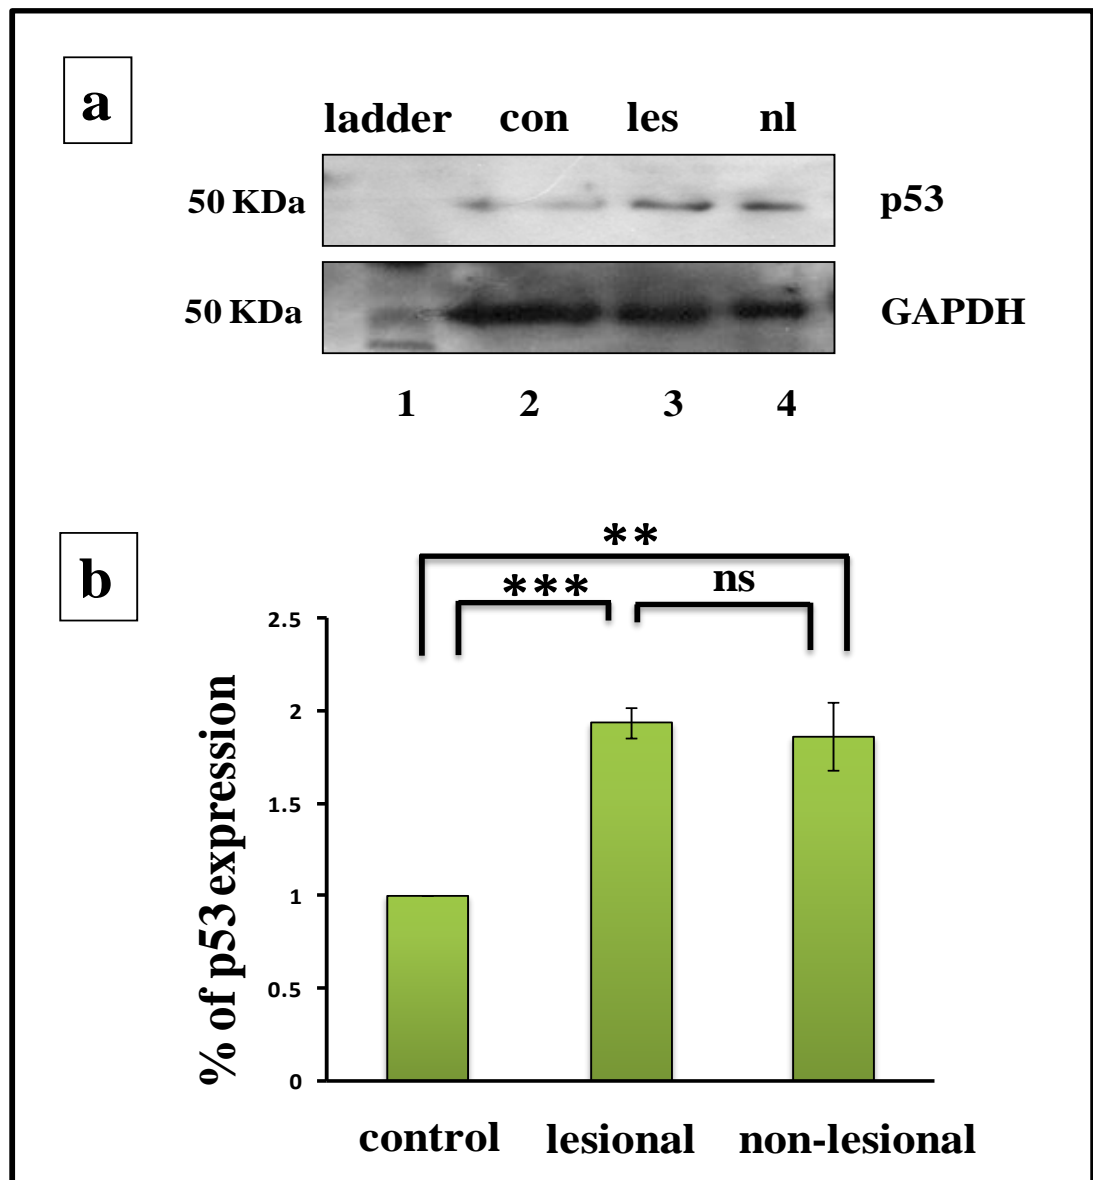 a
ladder con les nl
50 KDa p53
50 KDa GAPDH
1 2 3 4
b
**
*** ns
2.5
2
1.5
1
0.5
0
% of p53 expression
control lesional non-lesional